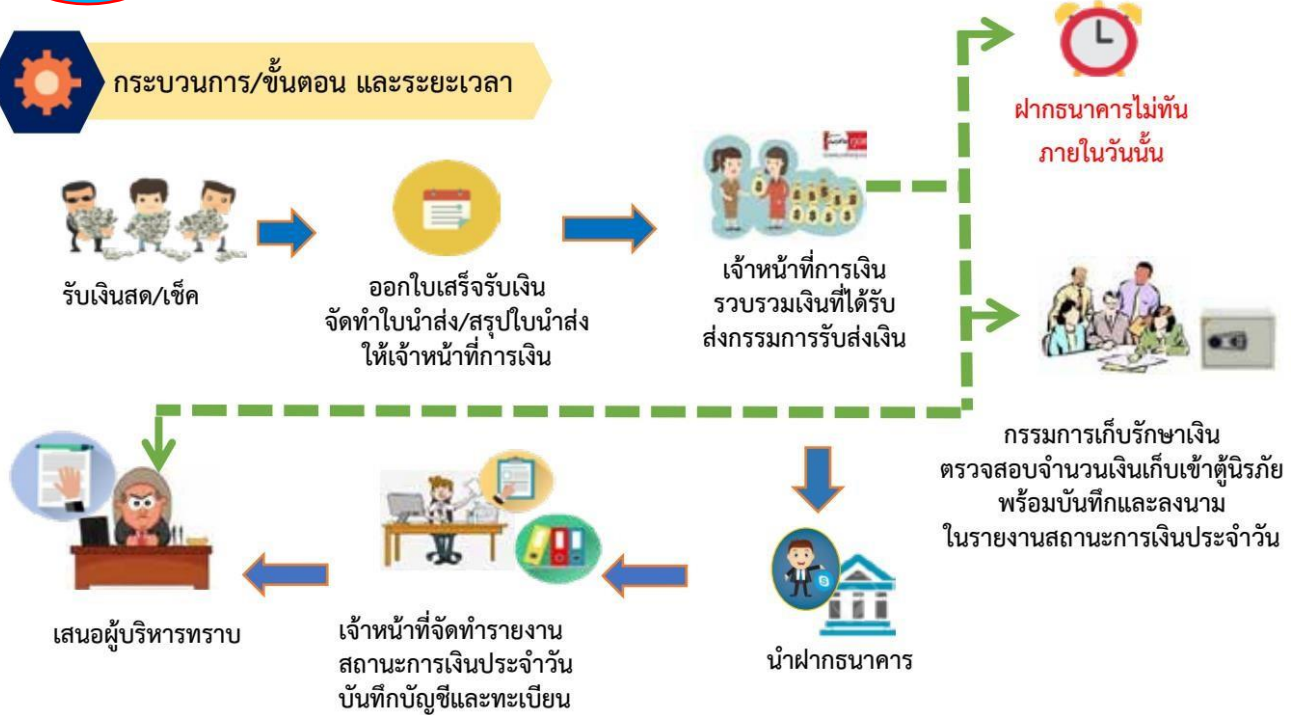 กระบวนการ/ขั้นตอน และระยะเวลา
ฝากธนาคารไม่ทัน
ภายในวันนั้น
รับเงินสด/เช็ค
ออกใบเสร็จรับเงิน
จัดทำใบนำส่ง/สรุปใบนำส่ง
ให้เจ้าหน้าที่การเงิน
เจ้าหน้าที่การเงิน
รวบรวมเงินที่ได้รับ
ส่งกรรมการรับส่งเงิน
กรรมการเก็บรักษาเงิน
ตรวจสอบจำนวนเงินเก็บเข้าตู้นิรภัย
พร้อมบันทึกและลงนาม
ในรายงานสถานะการเงินประจำวัน
เสนอผู้บริหารทราบ
เจ้าหน้าที่จัดทำรายงาน
สถานะการเงินประจำวัน
บันทึกบัญชีและทะเบียน
นำฝากธนาคาร